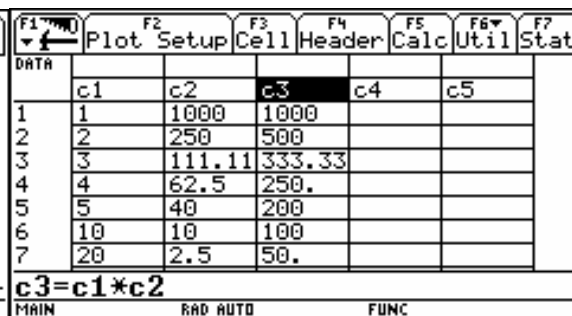 F1 F2 F3 F4 F5 F6 F7
Plot Setup Cell Header Calc Util Stat
DATA
c1 c2 c3 c4 c5
1 1 1000 1000
2 2 250 500
3 3 111.11 333.33
4 4 62.5 250.
5 5 40 200
6 10 10 100
7 20 2.5 50.
c3=c1*c2
MAIN RAD AUTO FUNC